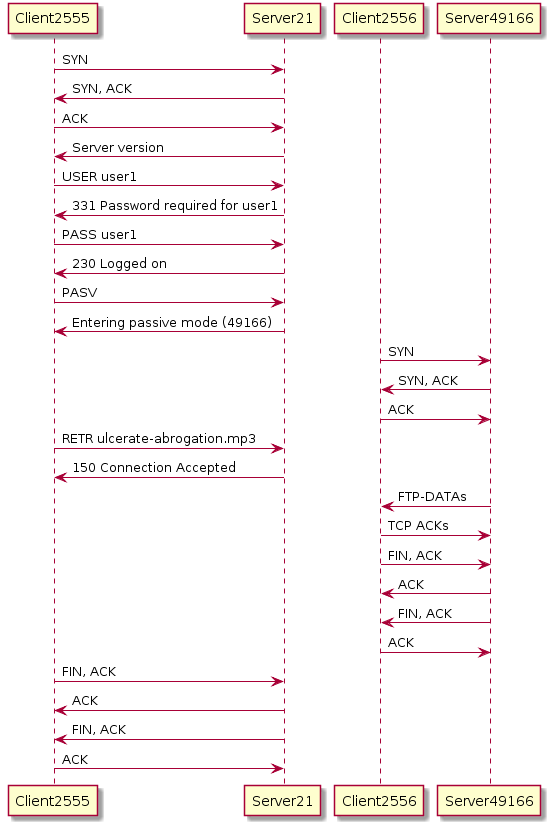 Client2555 Server21 Client2556 Server49166
SYN
SYN, ACK
ACK
Server version
USER user1
331 Password required for user1
PASS user1
230 Logged on
PASV
Entering passive mode (49166)
SYN
SYN, ACK
ACK
RETR ulcerate-abrogation.mp3
150 Connection Accepted
FTP-DATAs
TCP ACKs
FIN, ACK
ACK
FIN, ACK
ACK
FIN, ACK
ACK
FIN, ACK
ACK
Client2555 Server21 Client2556 Server49166